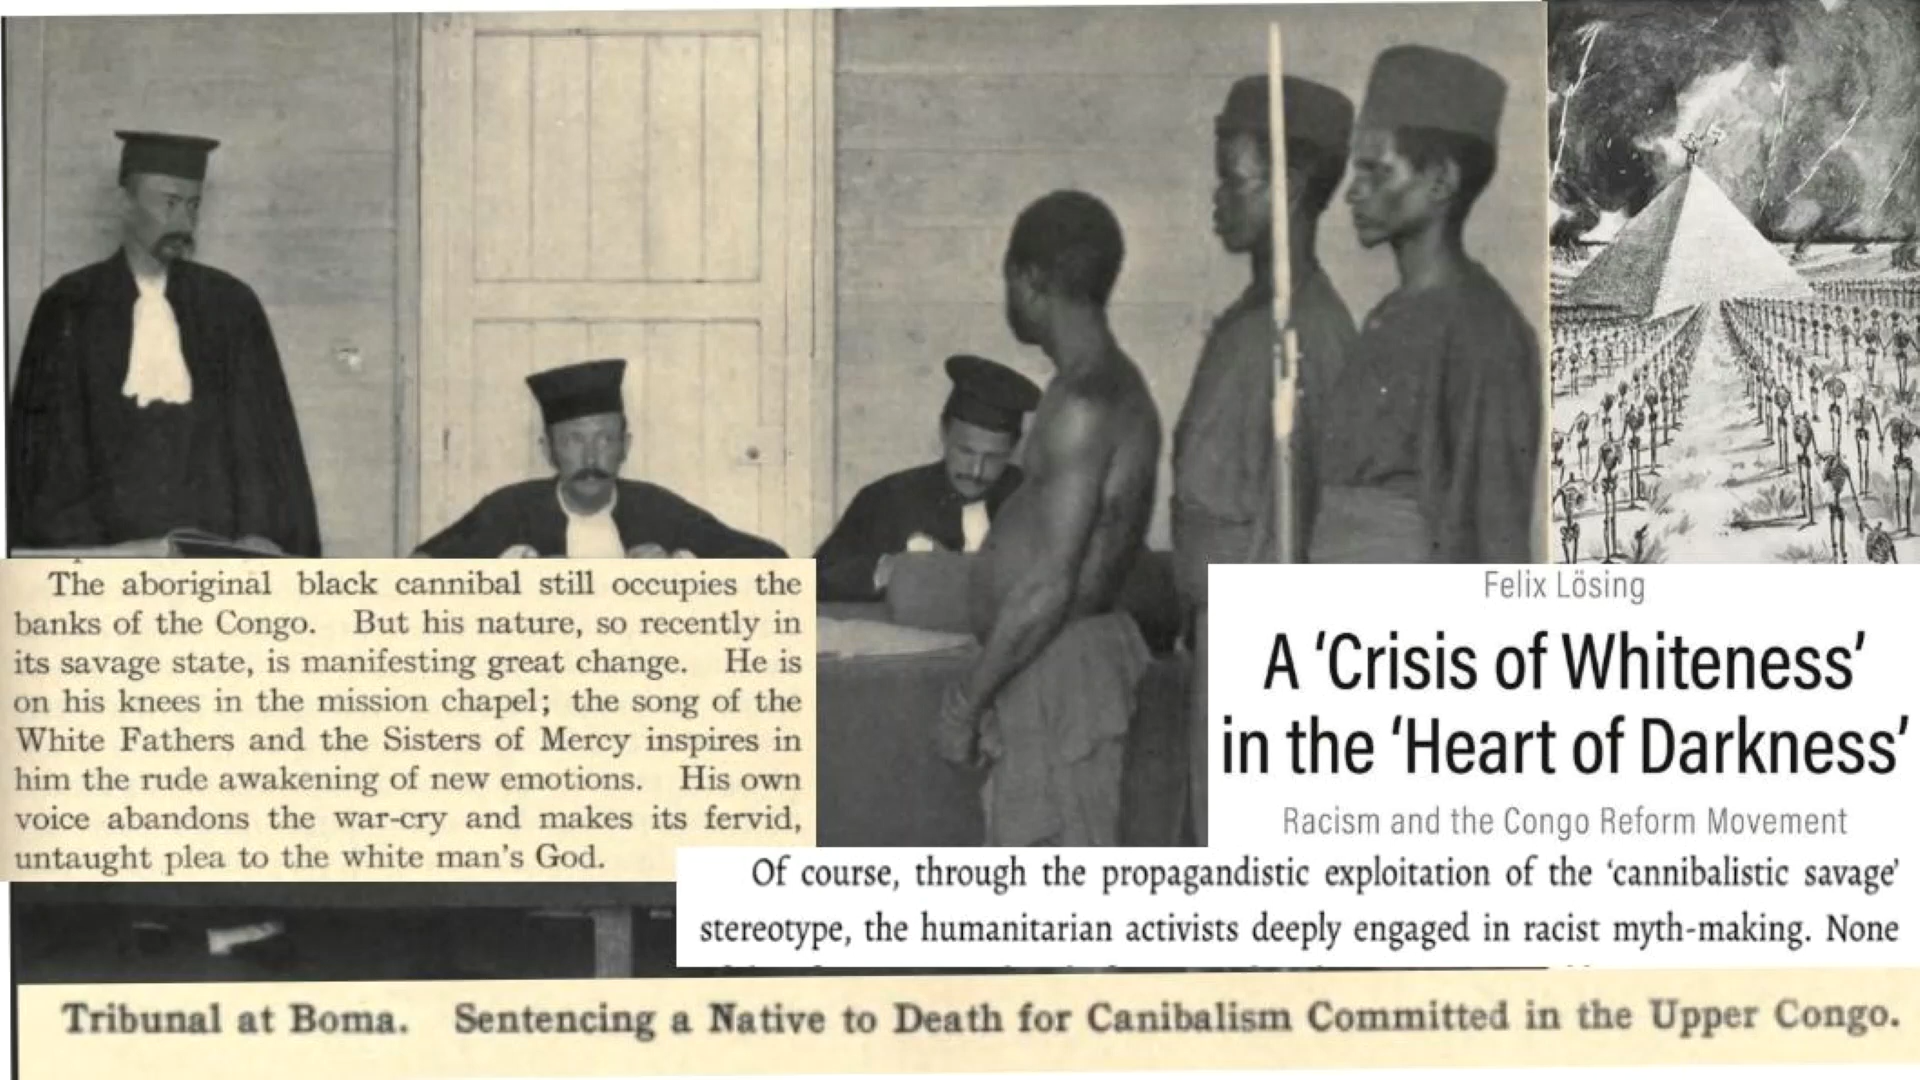 The aboriginal black cannibal still occupies the
banks of the Congo. But his nature, so recently in
its savage state, is manifesting great change. He is
on his knees in the mission chapel; the song of the
White Fathers and the Sisters of Mercy inspires in
him the rude awakening of new emotions. His own
voice abandons the war-cry and makes its fervid,
untaught plea to the white man's God.
Felix Lösing
A ‘Crisis of Whiteness’
in the ‘Heart of Darkness’
Racism and the Congo Reform Movement
Of course, through the propagandistic exploitation of the ‘cannibalistic savage’
stereotype, the humanitarian activists deeply engaged in racist myth-making. None
Tribunal at Boma. Sentencing a Native to Death for Canibalism Committed in the Upper Congo.